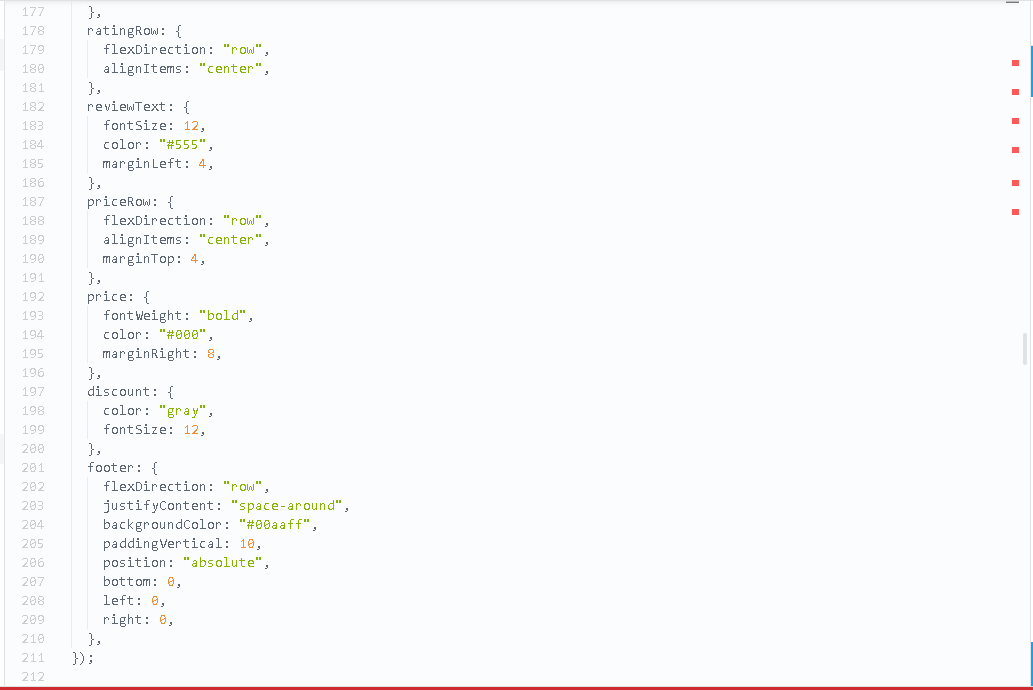 177 },
178 ratingRow: {
179 flexDirection: "row",
180 alignItems: "center",
181 },
182 reviewText: {
183 fontSize: 12,
184 color: "#555",
185 marginLeft: 4,
186 },
187 priceRow: {
188 flexDirection: "row",
189 alignItems: "center",
190 marginTop: 4,
191 },
192 price: {
193 fontWeight: "bold",
194 color: "#000",
195 marginRight: 8,
196 },
197 discount: {
198 color: "gray",
199 fontSize: 12,
200 },
201 footer: {
202 flexDirection: "row",
203 justifyContent: "space-around",
204 backgroundColor: "#00aaff",
205 paddingVertical: 10,
206 position: "absolute",
207 bottom: 0,
208 left: 0,
209 right: 0,
210 },
211 });
212